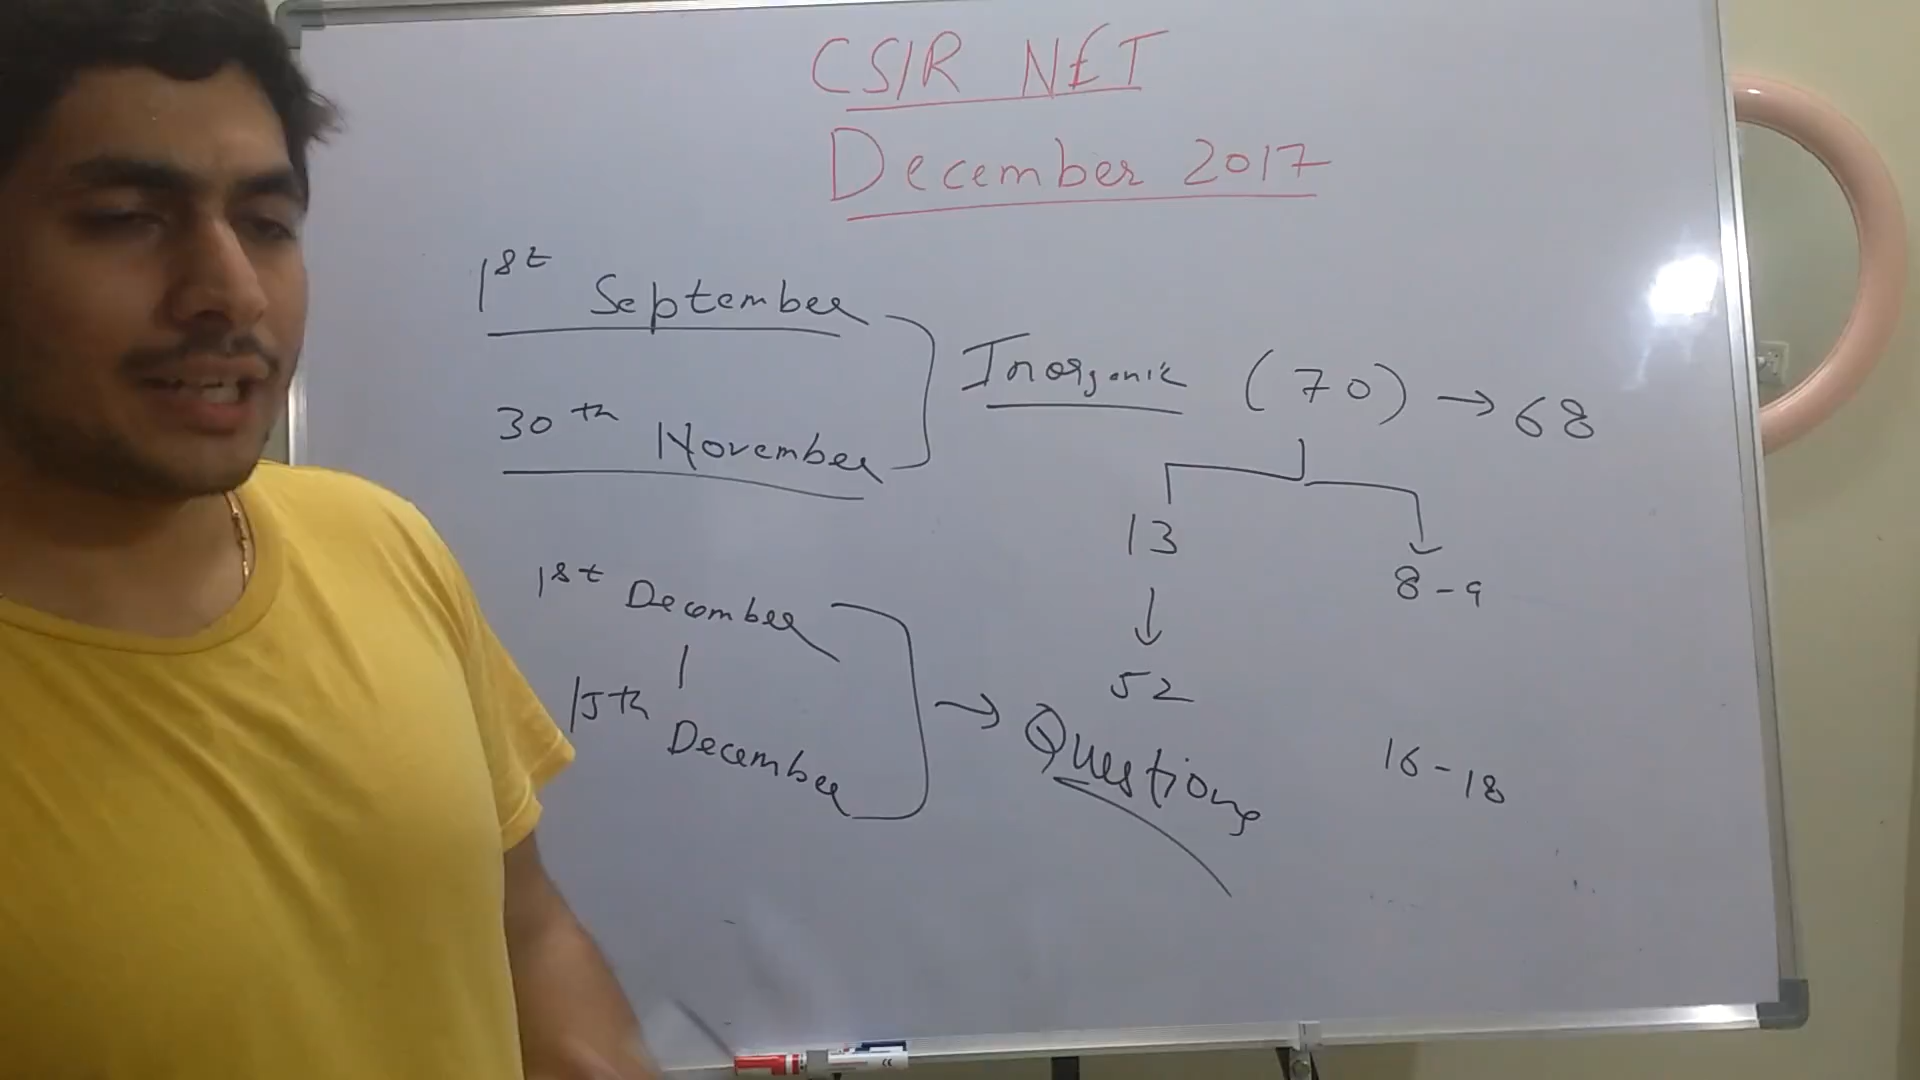 CSIR NET
December 2017
1st September
30th November
Inorganic (70) → 68
13
8-9
↓
52
1st December
|
15th December
→ Questions
16-18
CE